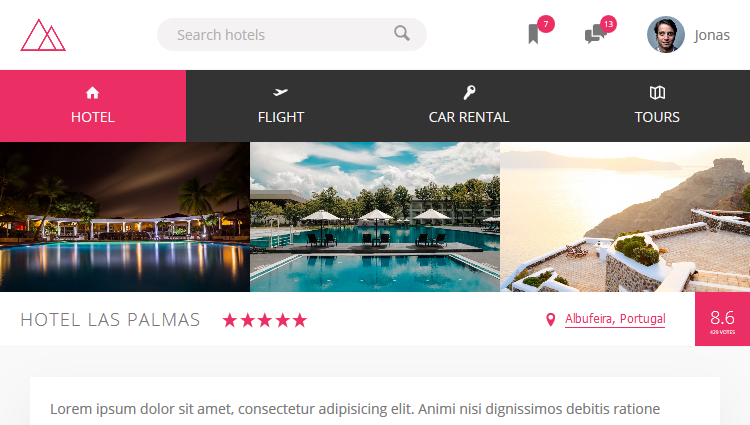 Search hotels
7
13
Jonas
HOTEL
FLIGHT
CAR RENTAL
TOURS
HOTEL LAS PALMAS
Albufeira, Portugal
8.6
429 VOTES
Lorem ipsum dolor sit amet, consectetur adipisicing elit. Animi nisi dignissimos debitis ratione